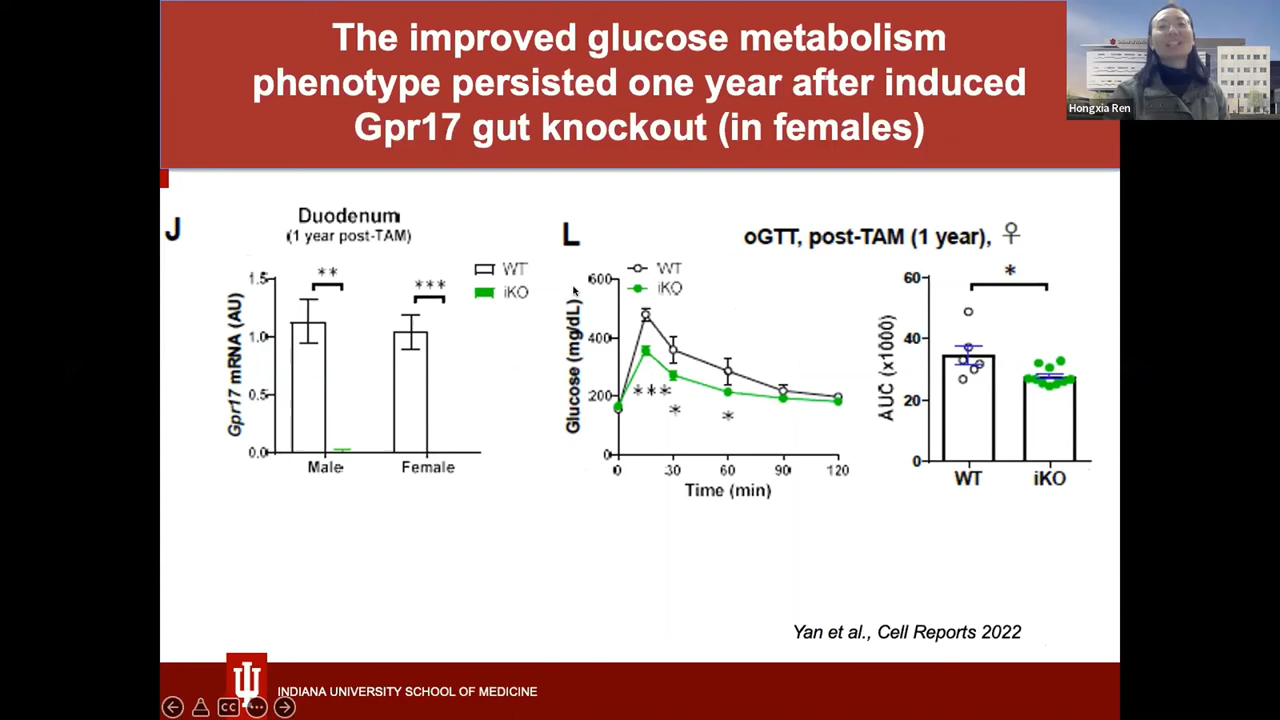 The improved glucose metabolism
phenotype persisted one year after induced
Gpr17 gut knockout (in females)
Hongxia Ren
J
Duodenum
(1 year post-TAM)
Gpr17 mRNA (AU)
1.5
1.0
0.5
0.0
**
***
WT
iKO
Male
Female
L
oGTT, post-TAM (1 year), ♀
Glucose (mg/dL)
600
400
200
0
WT
iKO
***
*
*
0
30
60
90
120
Time (min)
AUC (x1000)
60
40
20
0
*
WT
iKO
Yan et al., Cell Reports 2022
INDIANA UNIVERSITY SCHOOL OF MEDICINE
CC